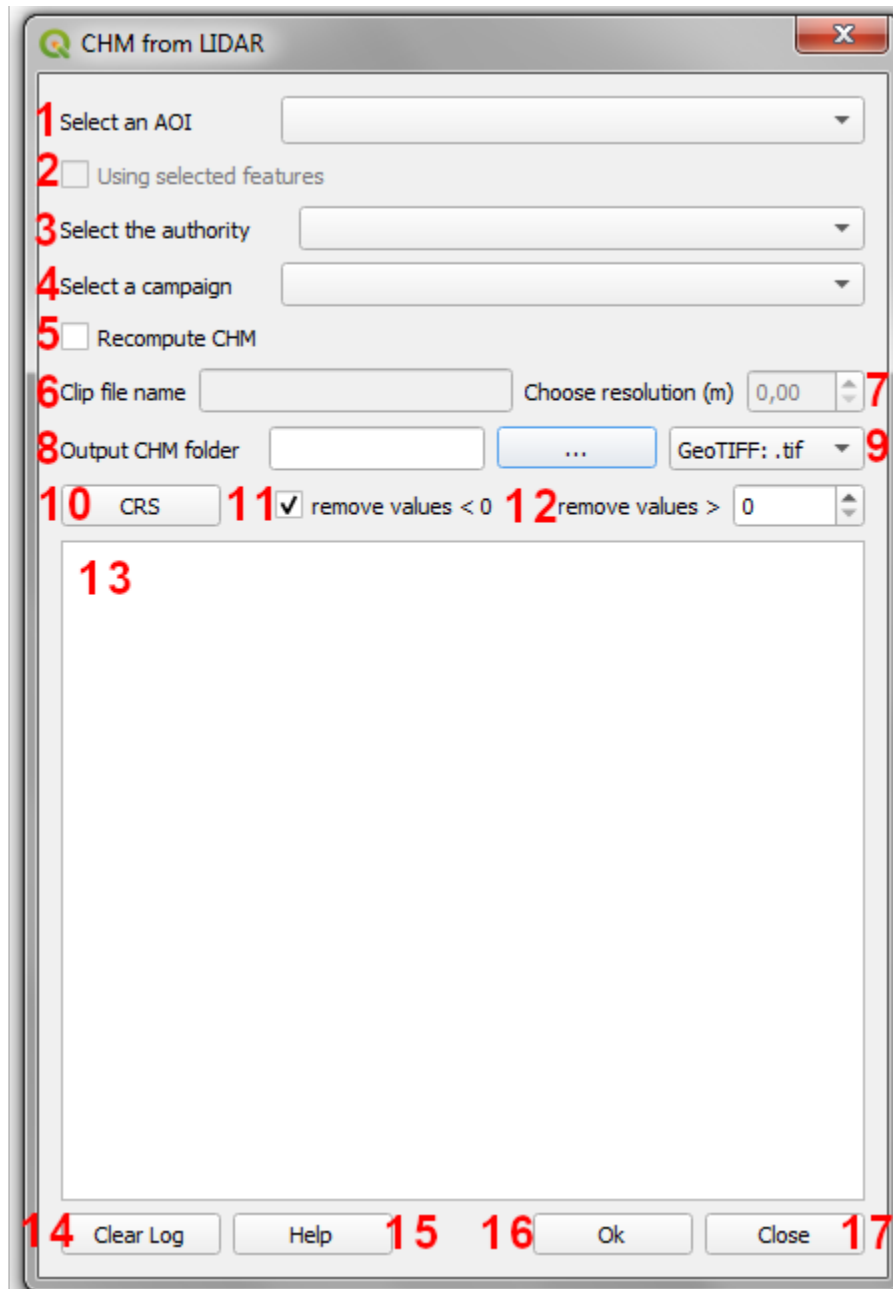 CHM from LIDAR
1 Select an AOI
2 Using selected features
3 Select the authority
4 Select a campaign
5 Recompute CHM
6 Clip file name Choose resolution (m) 0,00 7
8 Output CHM folder ... GeoTIFF: .tif 9
10 CRS 11 remove values < 0 12 remove values > 0
13
14 Clear Log Help 15 16 Ok Close 17